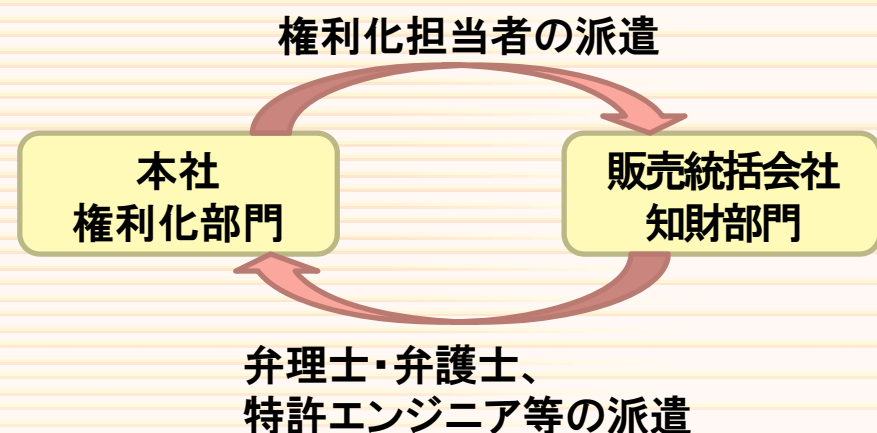 権利化担当者の派遣
本社
権利化部門
販売統括会社
知財部門
弁理士・弁護士、
特許エンジニア等の派遣